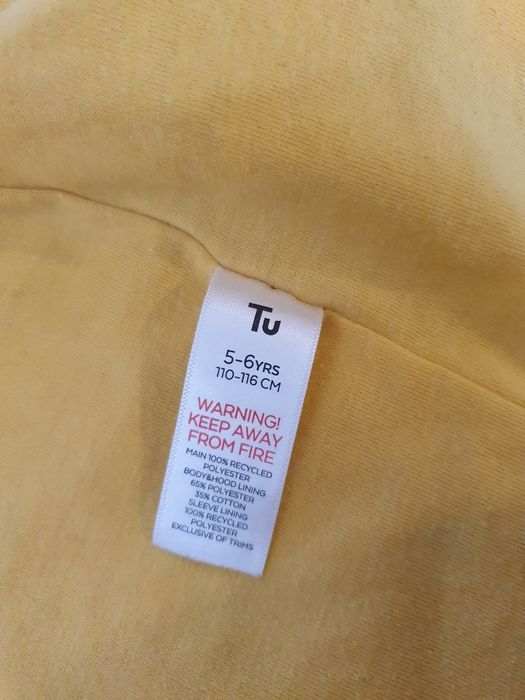 Tu
5-6YRS
110-116 CM
WARNING!
KEEP AWAY
FROM FIRE
MAIN 100% RECYCLED
POLYESTER
BODY&HOOD LINING
65% POLYESTER
35% COTTON
SLEEVE LINING
100% RECYCLED
POLYESTER
EXCLUSIVE OF TRIMS